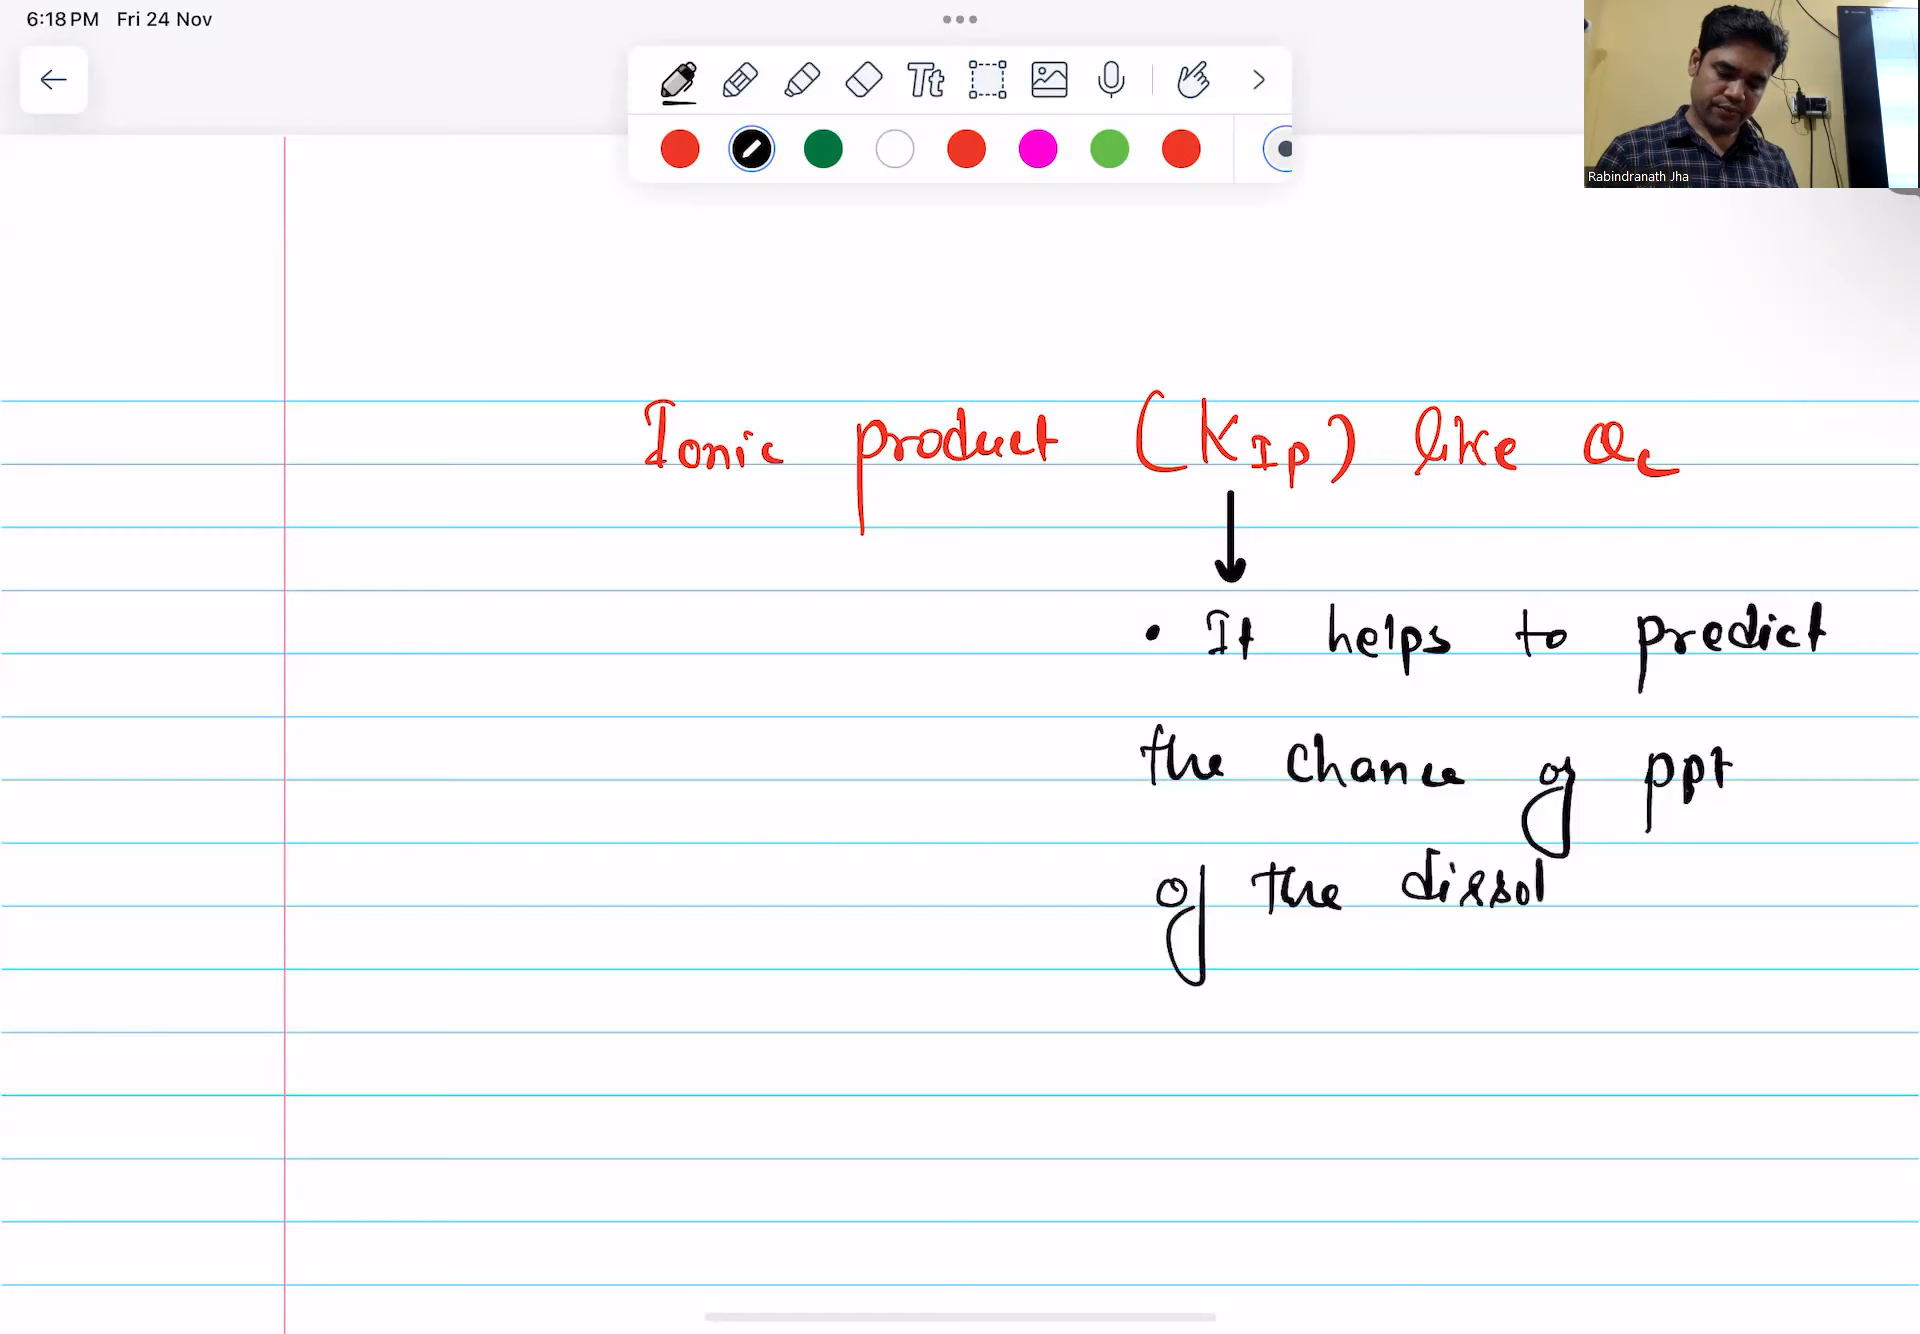 6:18 PM Fri 24 Nov
Tt
Rabindranath Jha
Ionic product (KIP) like Qc
• It helps to predict
the chance of ppt
of the dissol